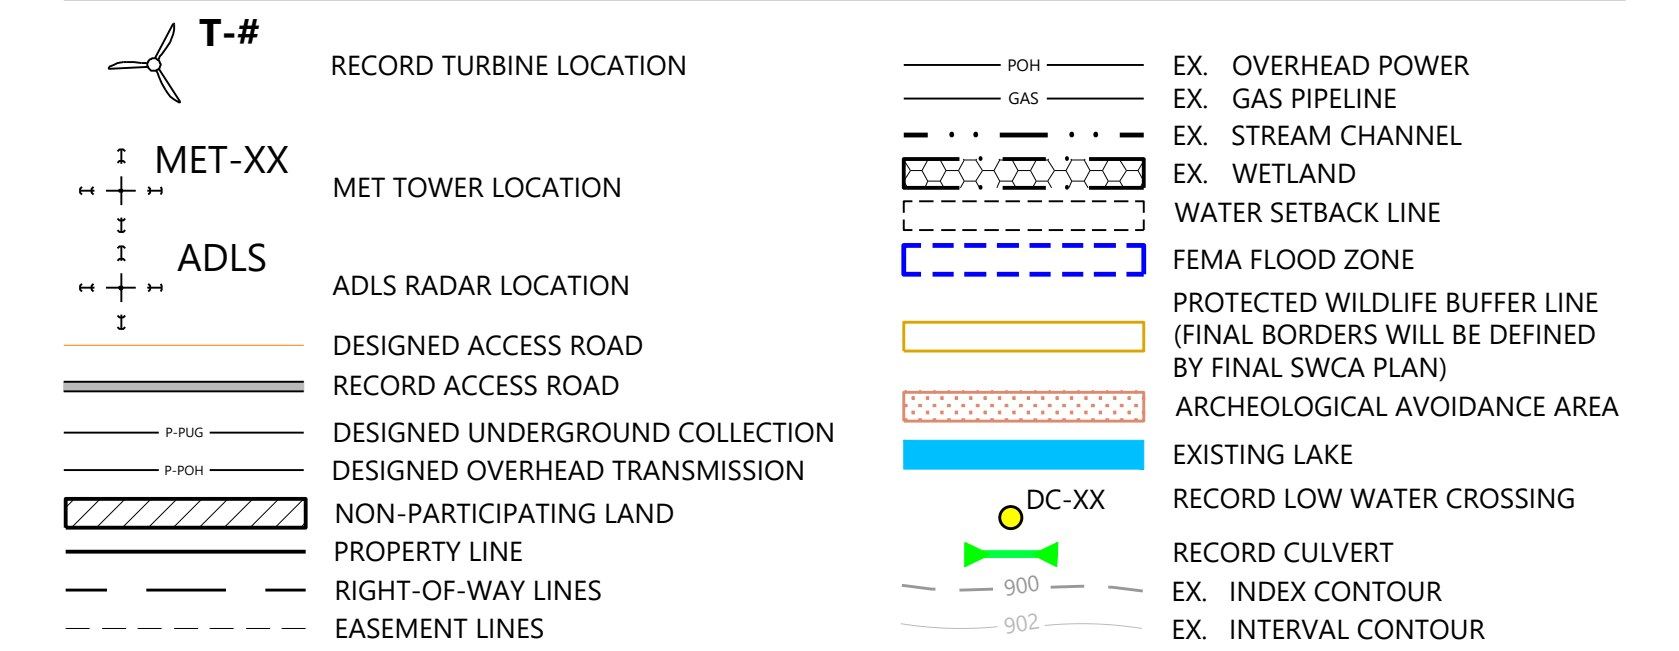 T-#
RECORD TURBINE LOCATION
MET-XX
MET TOWER LOCATION
ADLS
ADLS RADAR LOCATION
DESIGNED ACCESS ROAD
RECORD ACCESS ROAD
P-PUG DESIGNED UNDERGROUND COLLECTION
P-POH DESIGNED OVERHEAD TRANSMISSION
NON-PARTICIPATING LAND
PROPERTY LINE
RIGHT-OF-WAY LINES
EASEMENT LINES
POH EX. OVERHEAD POWER
GAS EX. GAS PIPELINE
EX. STREAM CHANNEL
EX. WETLAND
WATER SETBACK LINE
FEMA FLOOD ZONE
PROTECTED WILDLIFE BUFFER LINE
(FINAL BORDERS WILL BE DEFINED
BY FINAL SWCA PLAN)
ARCHEOLOGICAL AVOIDANCE AREA
EXISTING LAKE
DC-XX RECORD LOW WATER CROSSING
RECORD CULVERT
900 EX. INDEX CONTOUR
902 EX. INTERVAL CONTOUR